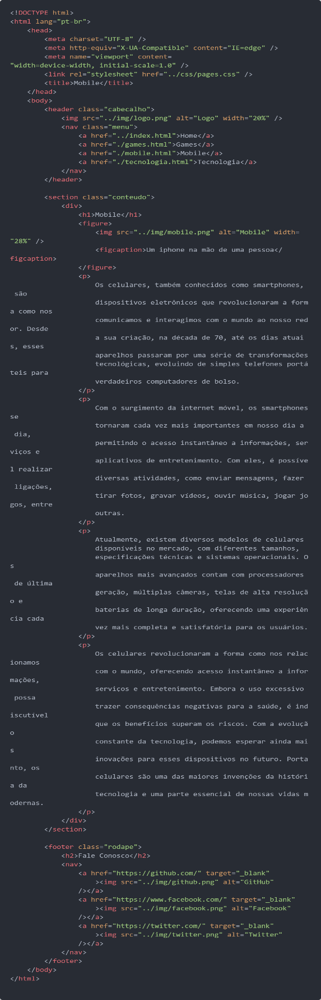 <!DOCTYPE html>
<html lang="pt-br">
<head>
<meta charset="UTF-8" />
<meta http-equiv="X-UA-Compatible" content="IE=edge" />
<meta name="viewport" content=
"width=device-width, initial-scale=1.0" />
<link rel="stylesheet" href="../css/pages.css" />
<title>Mobile</title>
</head>
<body>
<header class="cabecalho">
<img src="../img/logo.png" alt="Logo" width="20%" />
<nav class="menu">
<a href="../index.html">Home</a>
<a href="./games.html">Games</a>
<a href="./mobile.html">Mobile</a>
<a href="./tecnologia.html">Tecnologia</a>
</nav>
</header>
<section class="conteudo">
<div>
<h1>Mobile</h1>
<figure>
<img src="../img/mobile.png" alt="Mobile" width=
"28%" />
<figcaption>Um iphone na mão de uma pessoa</
figcaption>
</figure>
<p>
Os celulares, também conhecidos como smartphones,
são
dispositivos eletrônicos que revolucionaram a form
a como nos
comunicamos e interagimos com o mundo ao nosso red
or. Desde
a sua criação, na década de 70, até os dias atuai
s, esses
aparelhos passaram por uma série de transformações
tecnológicas, evoluindo de simples telefones portá
teis para
verdadeiros computadores de bolso.
</p>
<p>
Com o surgimento da internet móvel, os smartphones
se
tornaram cada vez mais importantes em nosso dia a
dia,
permitindo o acesso instantâneo a informações, ser
viços e
aplicativos de entretenimento. Com eles, é possíve
l realizar
diversas atividades, como enviar mensagens, fazer
ligações,
tirar fotos, gravar vídeos, ouvir música, jogar jo
gos, entre
outras.
</p>
<p>
Atualmente, existem diversos modelos de celulares
disponíveis no mercado, com diferentes tamanhos,
especificações técnicas e sistemas operacionais. O
s
aparelhos mais avançados contam com processadores
de última
geração, múltiplas câmeras, telas de alta resoluçã
o e
baterias de longa duração, oferecendo uma experiên
cia cada
vez mais completa e satisfatória para os usuários.
</p>
<p>
Os celulares revolucionaram a forma como nos relac
ionamos
com o mundo, oferecendo acesso instantâneo a infor
mações,
serviços e entretenimento. Embora o uso excessivo
possa
trazer consequências negativas para a saúde, é ind
iscutível
que os benefícios superam os riscos. Com a evoluçã
o
constante da tecnologia, podemos esperar ainda mai
s
inovações para esses dispositivos no futuro. Porta
nto, os
celulares são uma das maiores invenções da históri
a da
tecnologia e uma parte essencial de nossas vidas m
odernas.
</p>
</div>
</section>
<footer class="rodape">
<h2>Fale Conosco</h2>
<nav>
<a href="https://github.com/" target="_blank"
><img src="../img/github.png" alt="GitHub"
/></a>
<a href="https://www.facebook.com/" target="_blank"
><img src="../img/facebook.png" alt="Facebook"
/></a>
<a href="https://twitter.com/" target="_blank"
><img src="../img/twitter.png" alt="Twitter"
/></a>
</nav>
</footer>
</body>
</html>